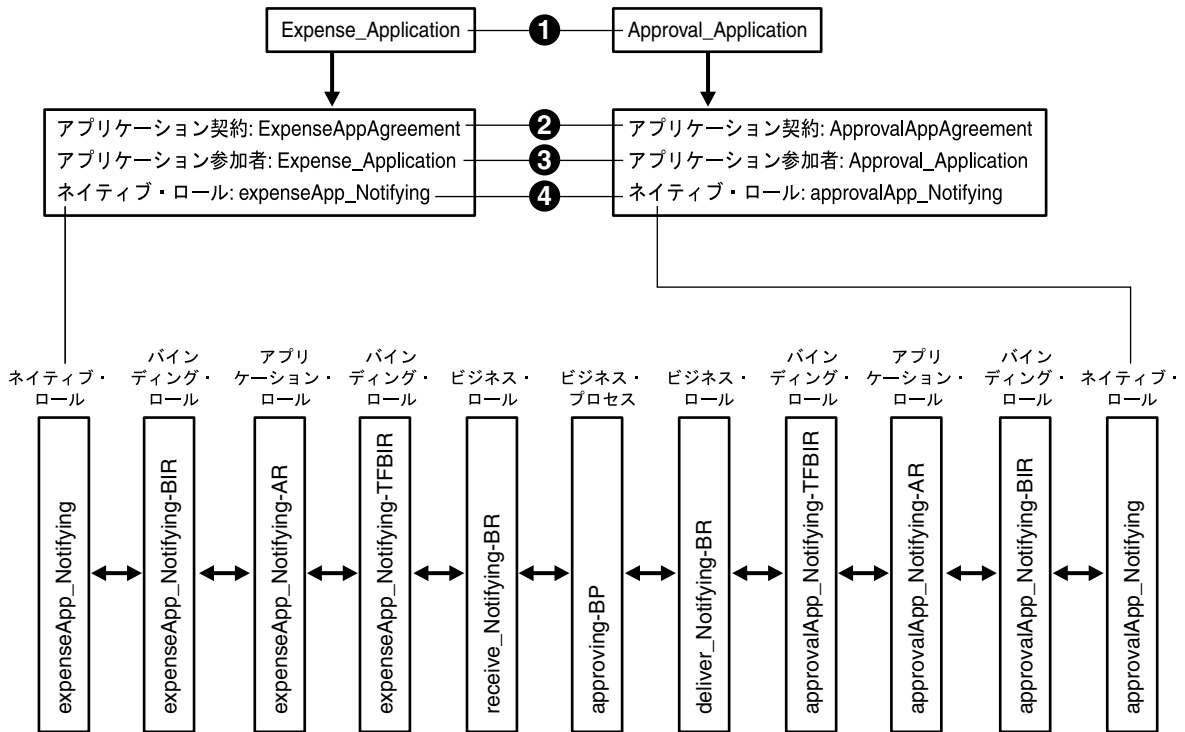 Expense_Application
1
Approval_Application
アプリケーション契約: ExpenseAppAgreement
2
アプリケーション契約: ApprovalAppAgreement
アプリケーション参加者: Expense_Application
3
アプリケーション参加者: Approval_Application
ネイティブ・ロール: expenseApp_Notifying
4
ネイティブ・ロール: approvalApp_Notifying
ネイティブ・
ロール
バイン
ディング・
ロール
アプリ
ケーション・
ロール
バイン
ディング・
ロール
ビジネス・
ロール
ビジネス・
プロセス
ビジネス・
ロール
バイン
ディング・
ロール
アプリ
ケーション・
ロール
バイン
ディング・
ロール
ネイティブ・
ロール
expenseApp_Notifying
expenseApp_Notifying-BIR
expenseApp_Notifying-AR
expenseApp_Notifying-TFBIR
receive_Notifying-BR
approving-BP
deliver_Notifying-BR
approvalApp_Notifying-TFBIR
approvalApp_Notifying-AR
approvalApp_Notifying-BIR
approvalApp_Notifying